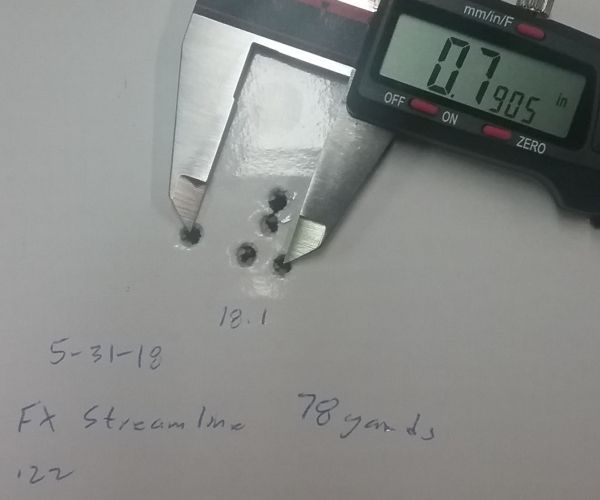 mm/in/F
0.7905 in
OFF ON ZERO
18.1
5-31-18
FX Streamline 78 yards
.22